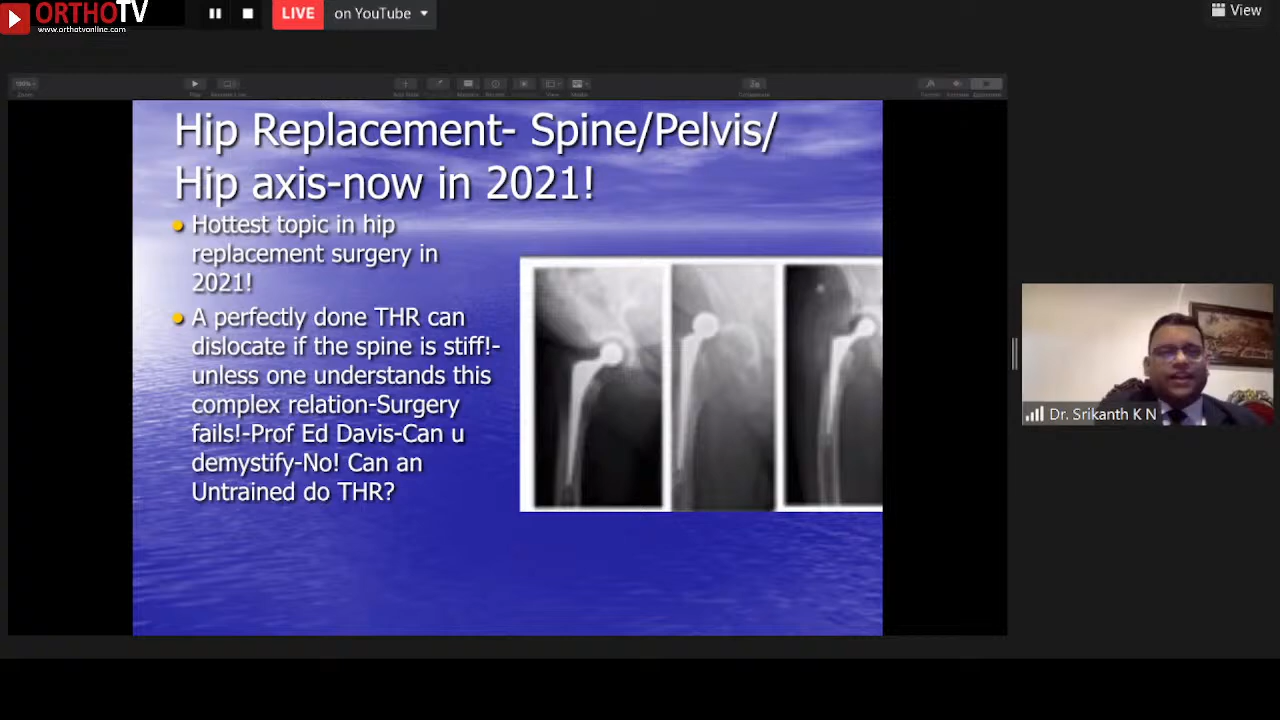 ORTHOTV
www.orthotvonline.com
LIVE
on YouTube
View
Hip Replacement- Spine/Pelvis/
Hip axis-now in 2021!
Hottest topic in hip
replacement surgery in
2021!
A perfectly done THR can
dislocate if the spine is stiff!-
unless one understands this
complex relation-Surgery
fails!-Prof Ed Davis-Can u
demystify-No! Can an
Untrained do THR?
Dr. Srikanth K N